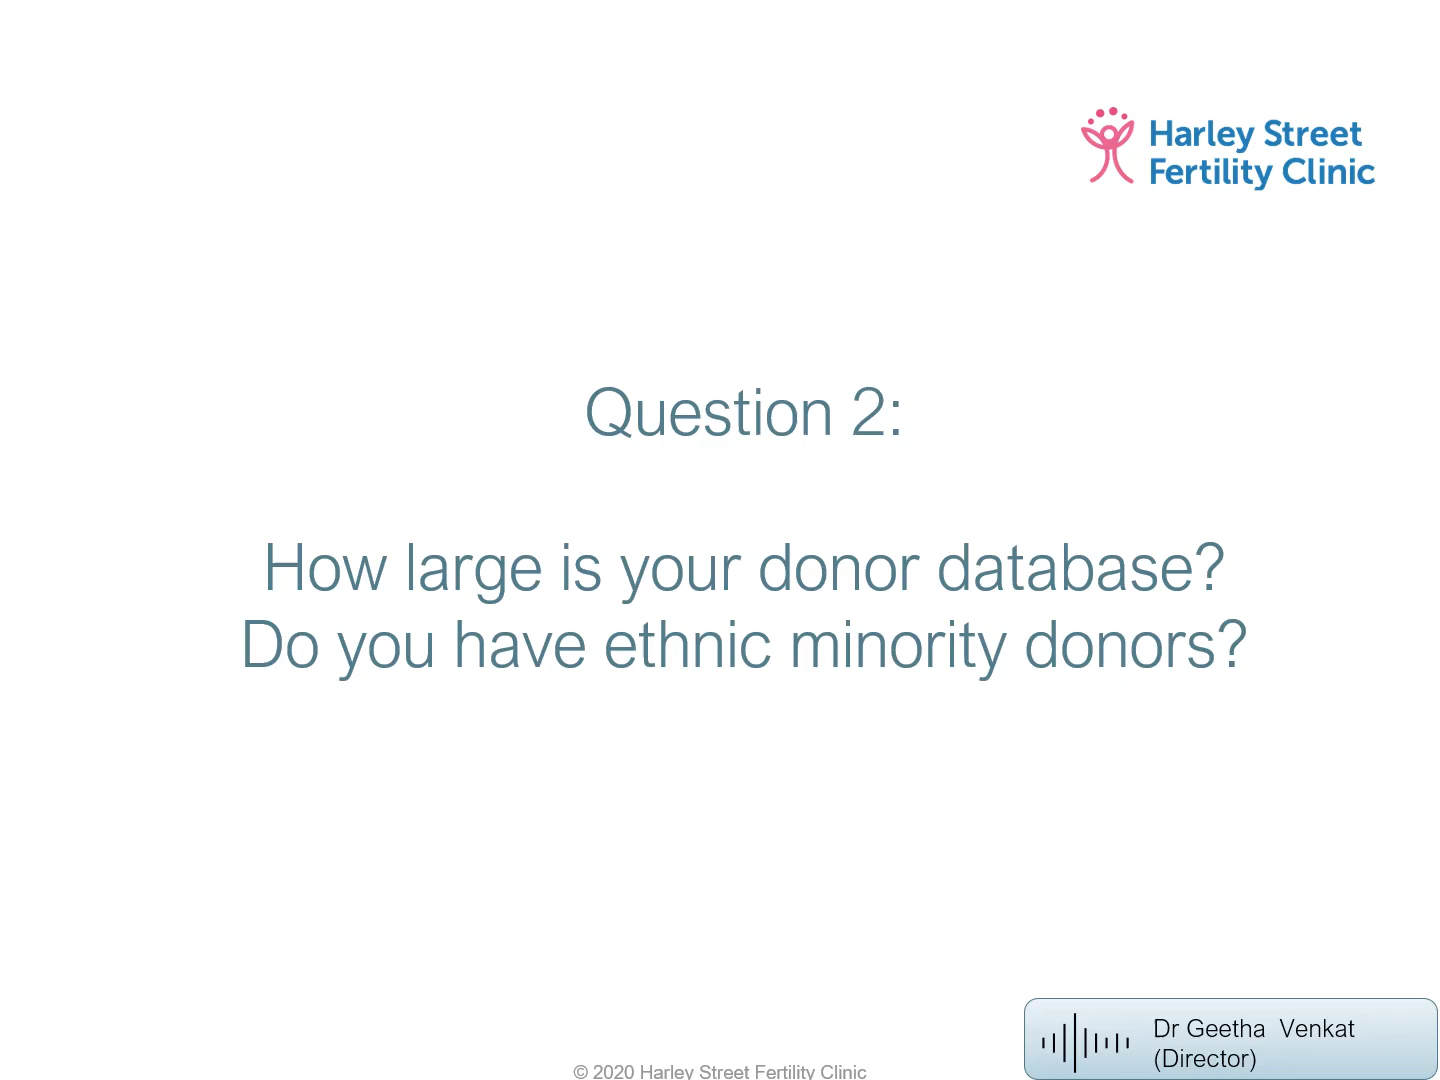 Harley Street
Fertility Clinic
Question 2:
How large is your donor database?
Do you have ethnic minority donors?
Dr Geetha  Venkat
(Director)
© 2020 Harley Street Fertility Clinic